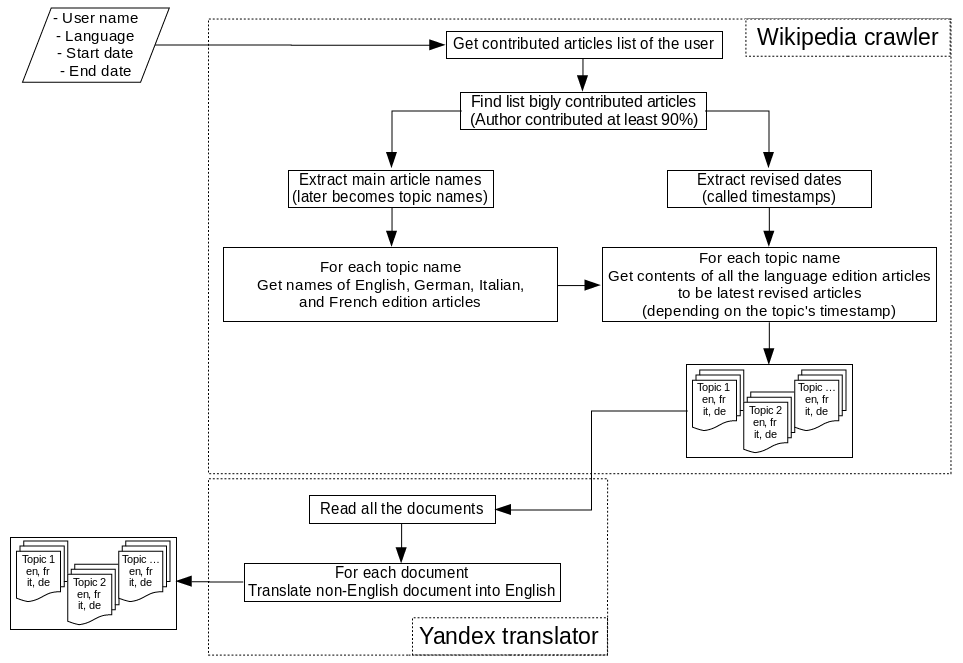 - User name
- Language
- Start date
- End date
Get contributed articles list of the user
Wikipedia crawler
Find list bigly contributed articles
(Author contributed at least 90%)
Extract main article names
(later becomes topic names)
Extract revised dates
(called timestamps)
For each topic name
Get names of English, German, Italian,
and French edition articles
For each topic name
Get contents of all the language edition articles
to be latest revised articles
(depending on the topic's timestamp)
Topic 1
en, fr
it, de
Topic 2
en, fr
it, de
Topic ...
en, fr
it, de
Read all the documents
For each document
Translate non-English document into English
Yandex translator
Topic 1
en, fr
it, de
Topic 2
en, fr
it, de
Topic ...
en, fr
it, de